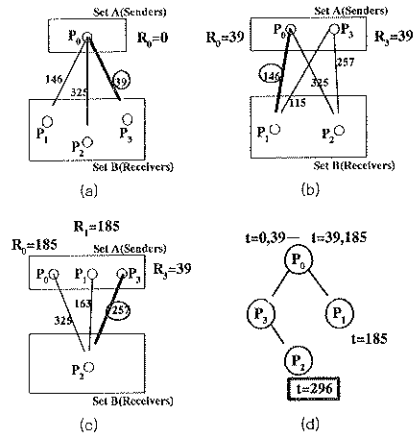 Set A(Senders)
P0
R0=0
146
325
39
P1
P2
P3
Set B(Receivers)
(a)
Set A(Senders)
R0=39
P0
P3
R3=39
146
325
257
115
P1
P2
Set B(Receivers)
(b)
R1=185
R0=185
Set A(Senders)
P0
P1
P3
R3=39
325
163
257
P2
Set B(Receivers)
(c)
t=0,39— t=39,185
P0
P3
P1
t=185
P2
t=296
(d)